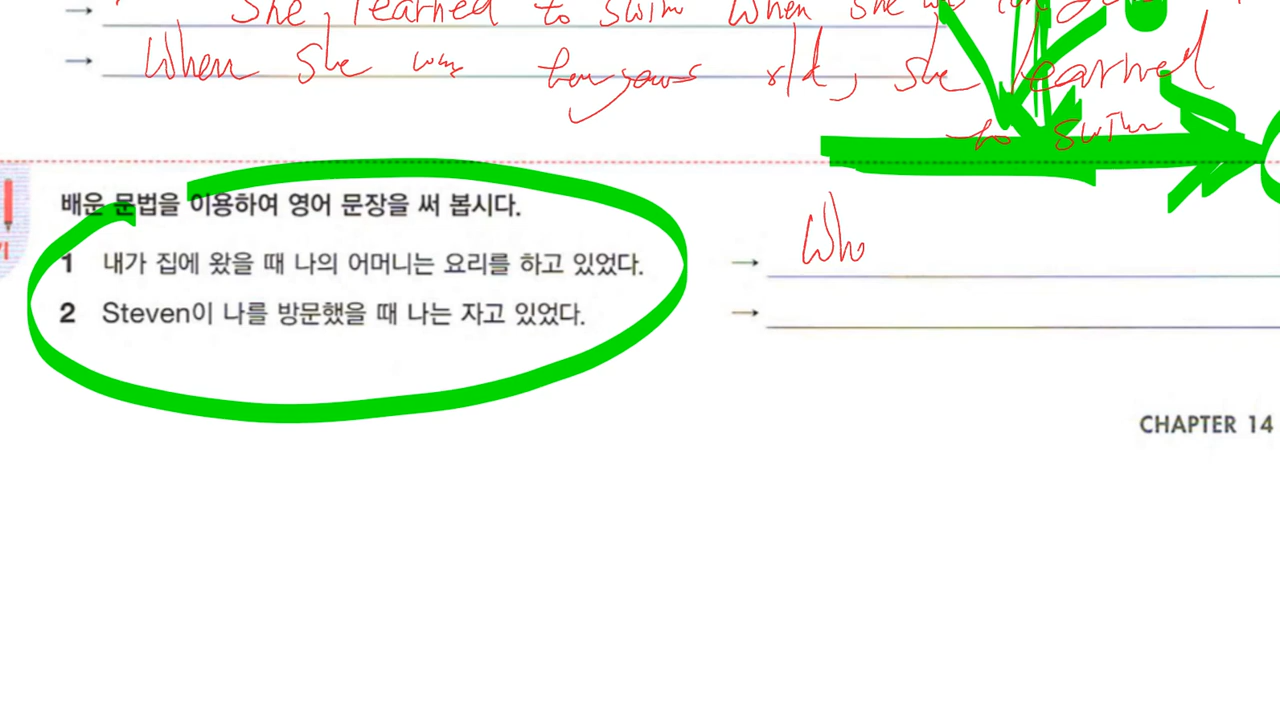 → She learned to swim when she was ten
→ When she was ten years old, she learned
to swim
배운 문법을 이용하여 영어 문장을 써 봅시다.
1 내가 집에 왔을 때 나의 어머니는 요리를 하고 있었다. → Who
2 Steven이 나를 방문했을 때 나는 자고 있었다. →
CHAPTER 14